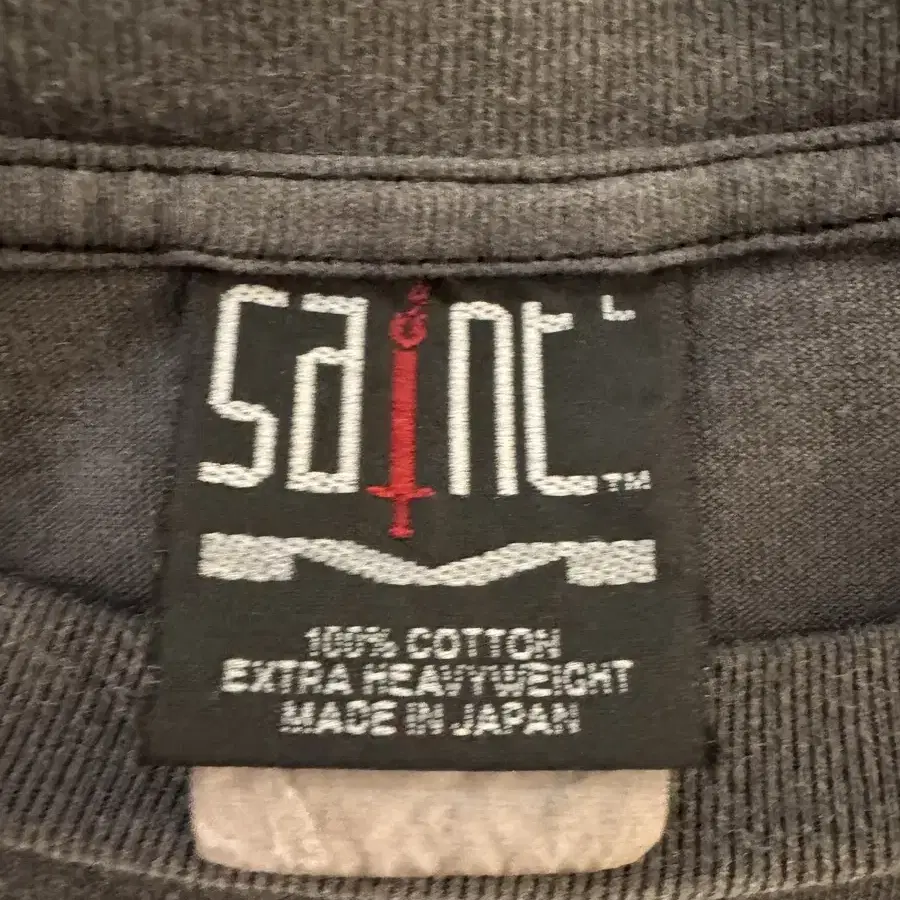 saint L
TM
100% COTTON
EXTRA HEAVYWEIGHT
MADE IN JAPAN